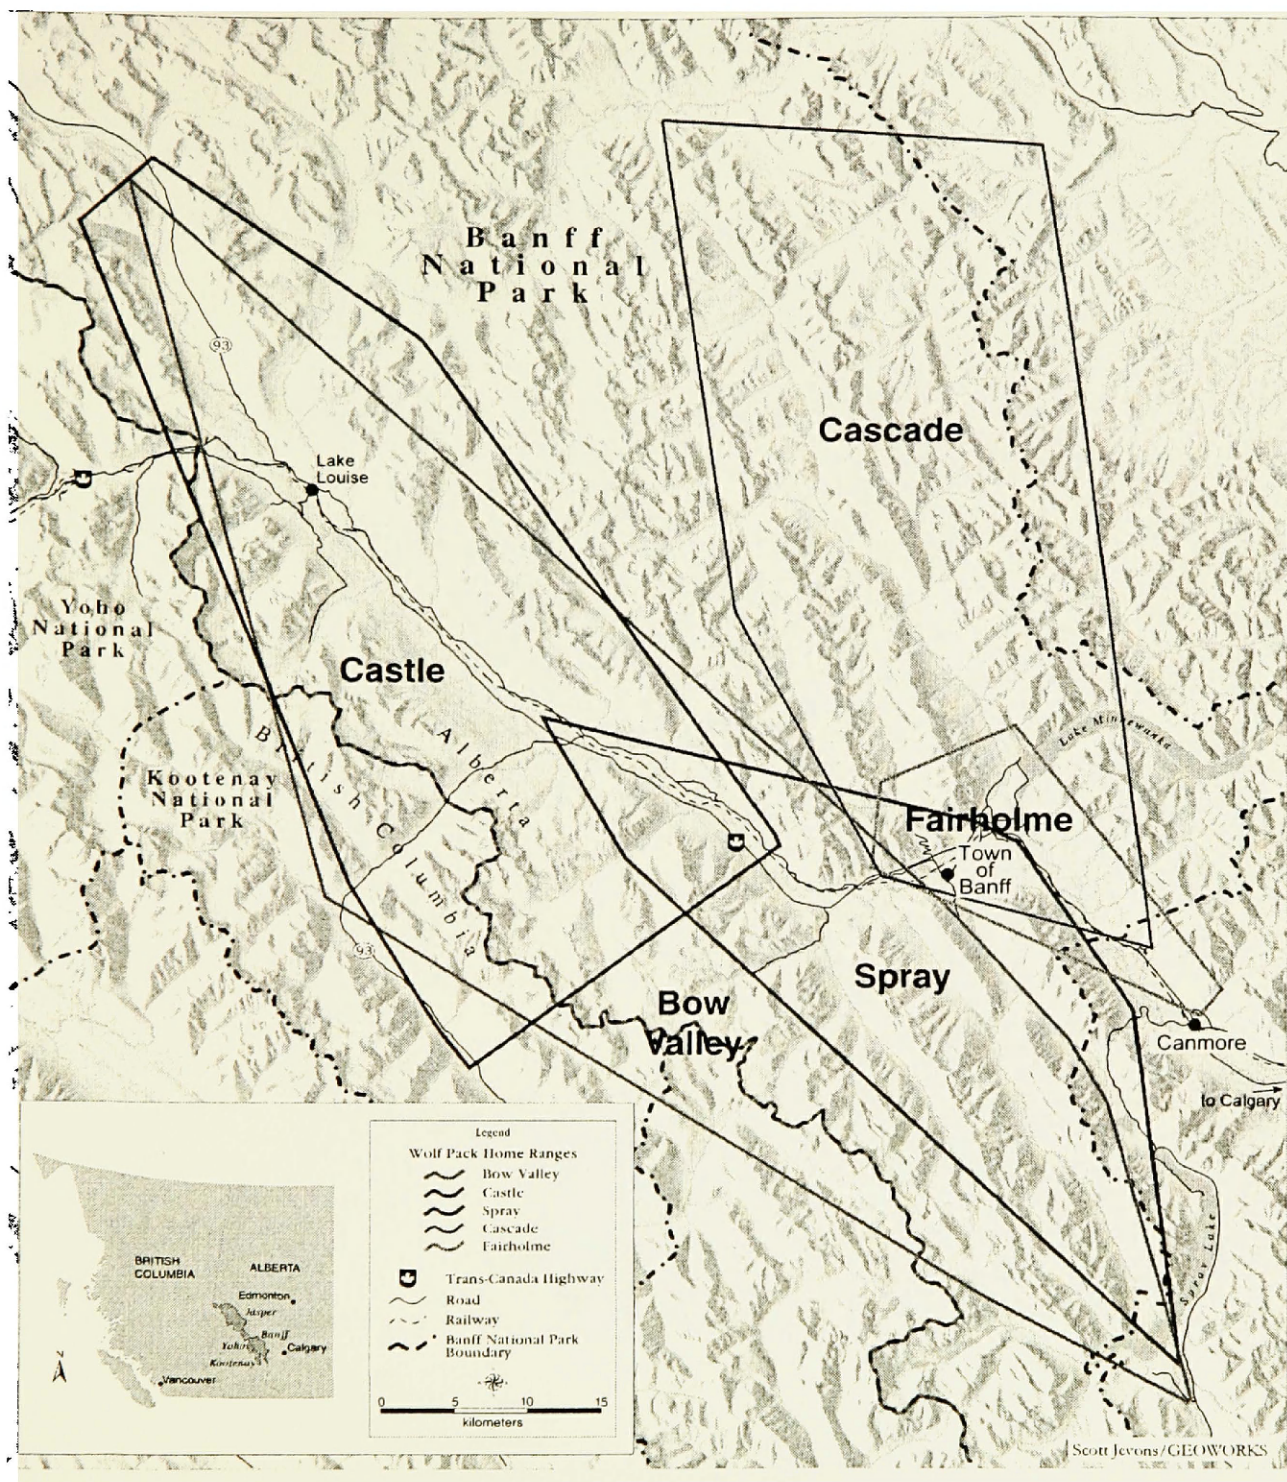 Banff
National
Park
93
Cascade
Lake
Louise
Yoho
National
Park
Castle
Alberta
British Columbia
Lake Minnewanka
Kootenay
National
Park
Fairholme
Town
of
Banff
93
Spray
Bow
Valley
Canmore
to Calgary
Spray Lake
Legend
Wolf Pack Home Ranges
Bow Valley
Castle
Spray
Cascade
Fairholme
Trans-Canada Highway
Road
Railway
Banff National Park
Boundary
0 5 10 15
kilometers
BRITISH
COLUMBIA
ALBERTA
Edmonton
Jasper
Banff
Yoho
Calgary
Kootenay
Vancouver
N
Scott Jevons/GEOWORKS